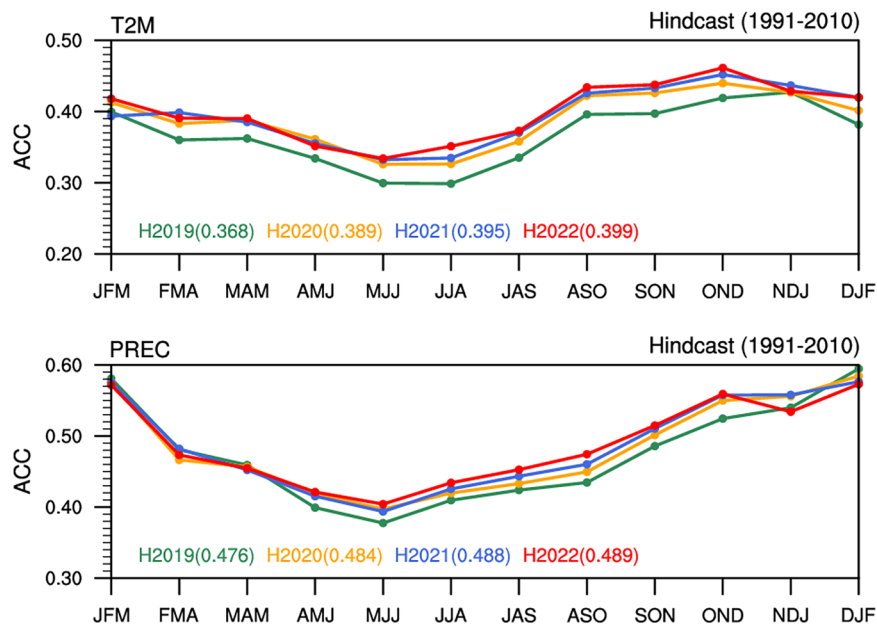 T2M Hindcast (1991-2010)
0.50
0.40
ACC
0.30
H2019(0.368) H2020(0.389) H2021(0.395) H2022(0.399)
0.20
JFM FMA MAM AMJ MJJ JJA JAS ASO SON OND NDJ DJF
PREC Hindcast (1991-2010)
0.60
0.50
ACC
0.40
H2019(0.476) H2020(0.484) H2021(0.488) H2022(0.489)
0.30
JFM FMA MAM AMJ MJJ JJA JAS ASO SON OND NDJ DJF